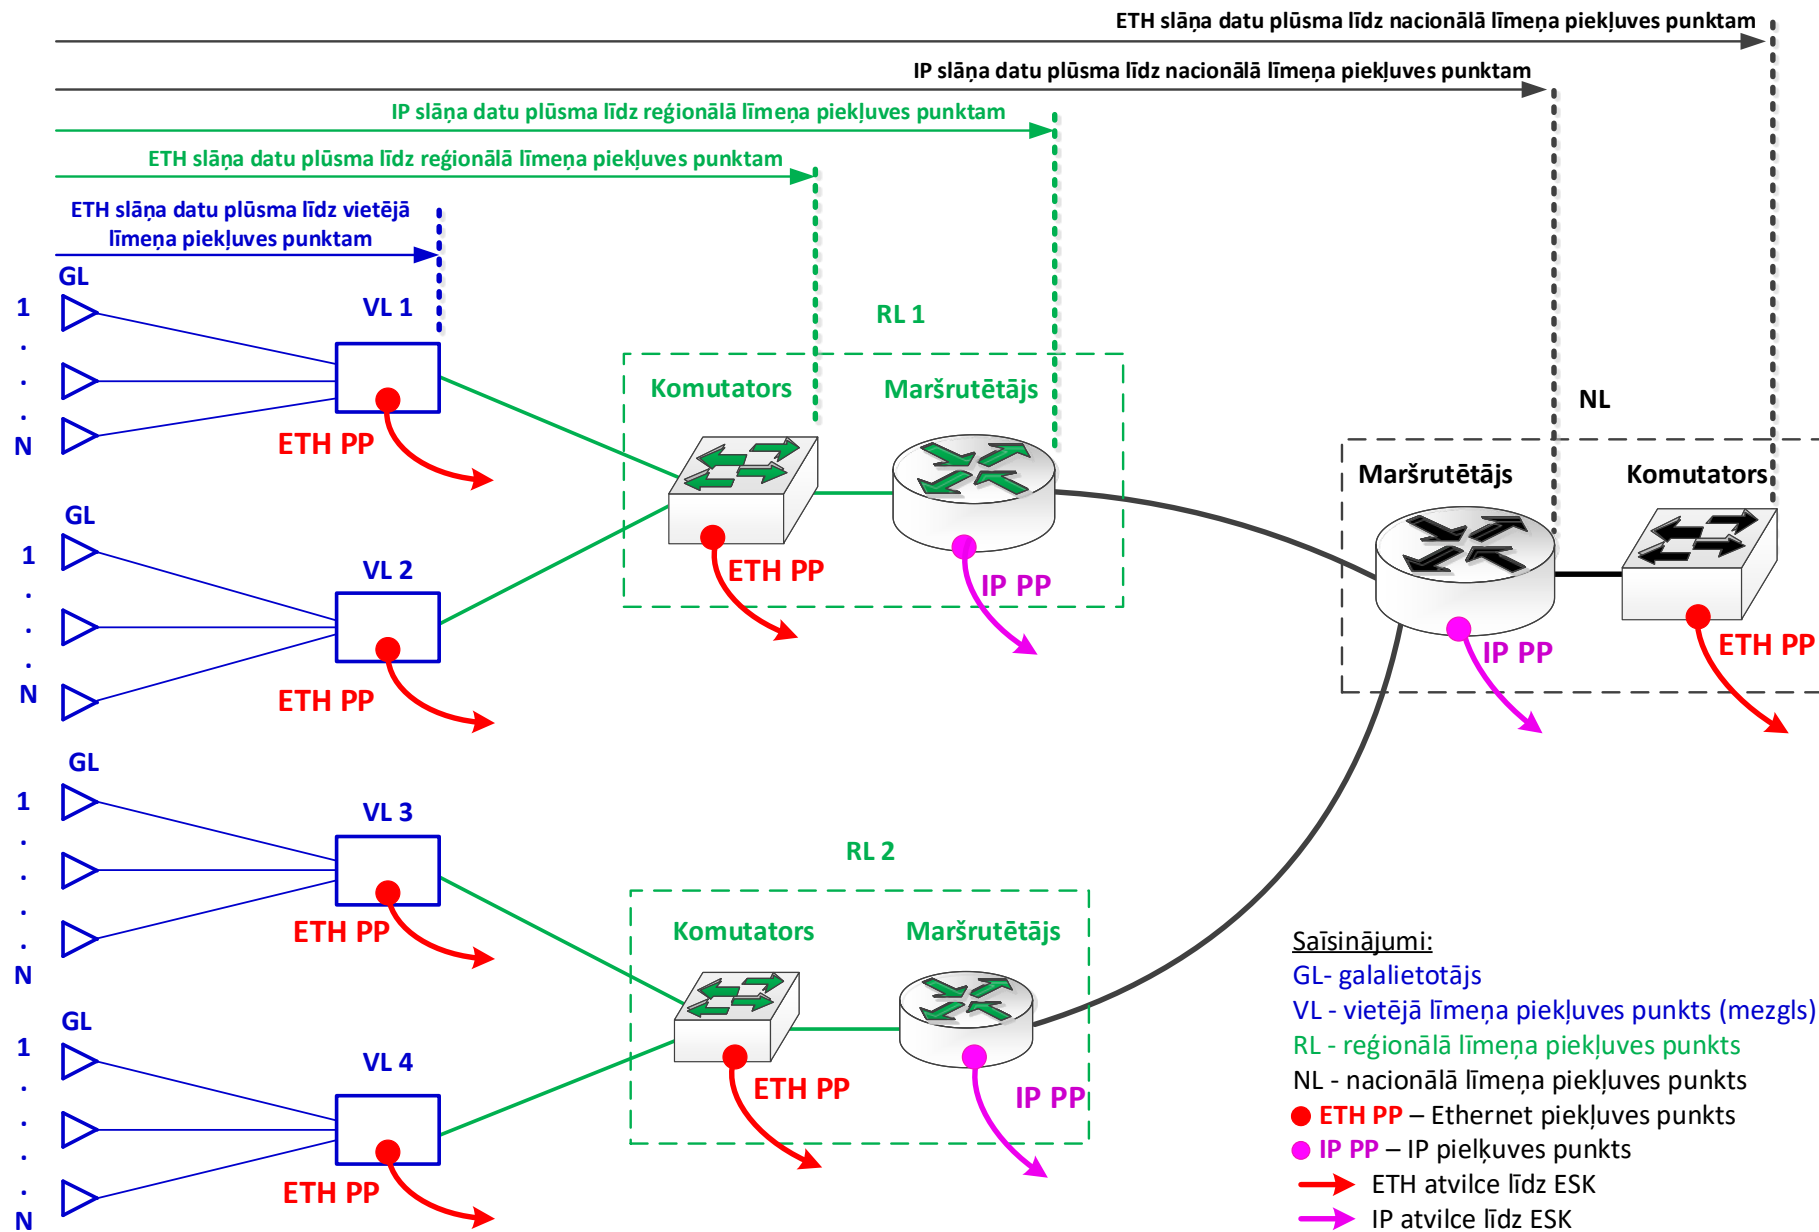 ETH slāņa datu plūsma līdz nacionālā līmeņa piekļuves punktam
IP slāņa datu plūsma līdz nacionālā līmeņa piekļuves punktam
IP slāņa datu plūsma līdz reģionālā līmeņa piekļuves punktam
ETH slāņa datu plūsma līdz reģionālā līmeņa piekļuves punktam
ETH slāņa datu plūsma līdz vietējā
līmeņa piekļuves punktam
GL
1
.
.
.
N
VL 1
ETH PP
GL
1
.
.
.
N
VL 2
ETH PP
RL 1
Komutators
Maršrutētājs
ETH PP
IP PP
NL
Maršrutētājs
Komutators
IP PP
ETH PP
GL
1
.
.
.
N
VL 3
ETH PP
GL
1
.
.
.
N
VL 4
ETH PP
RL 2
Komutators
Maršrutētājs
ETH PP
IP PP
Saīsinājumi:
GL- galalietotājs
VL - vietējā līmeņa piekļuves punkts (mezgls)
RL - reģionālā līmeņa piekļuves punkts
NL - nacionālā līmeņa piekļuves punkts
ETH PP – Ethernet piekļuves punkts
IP PP – IP pielķuves punkts
ETH atvilce līdz ESK
IP atvilce līdz ESK